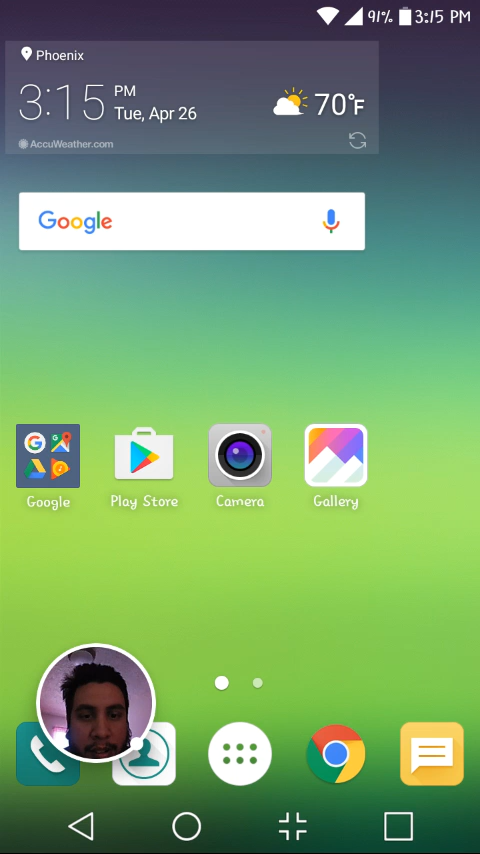 91% 3:15 PM
Phoenix
3:15 PM
Tue, Apr 26
70°F
AccuWeather.com
Google
Google Play Store Camera Gallery